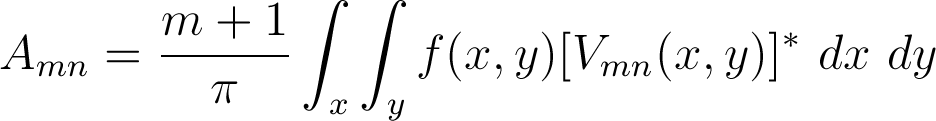 A_{mn} = \frac{m+1}{\pi} \int_x \int_y f(x,y)[V_{mn}(x,y)]^* \ dx \ dy